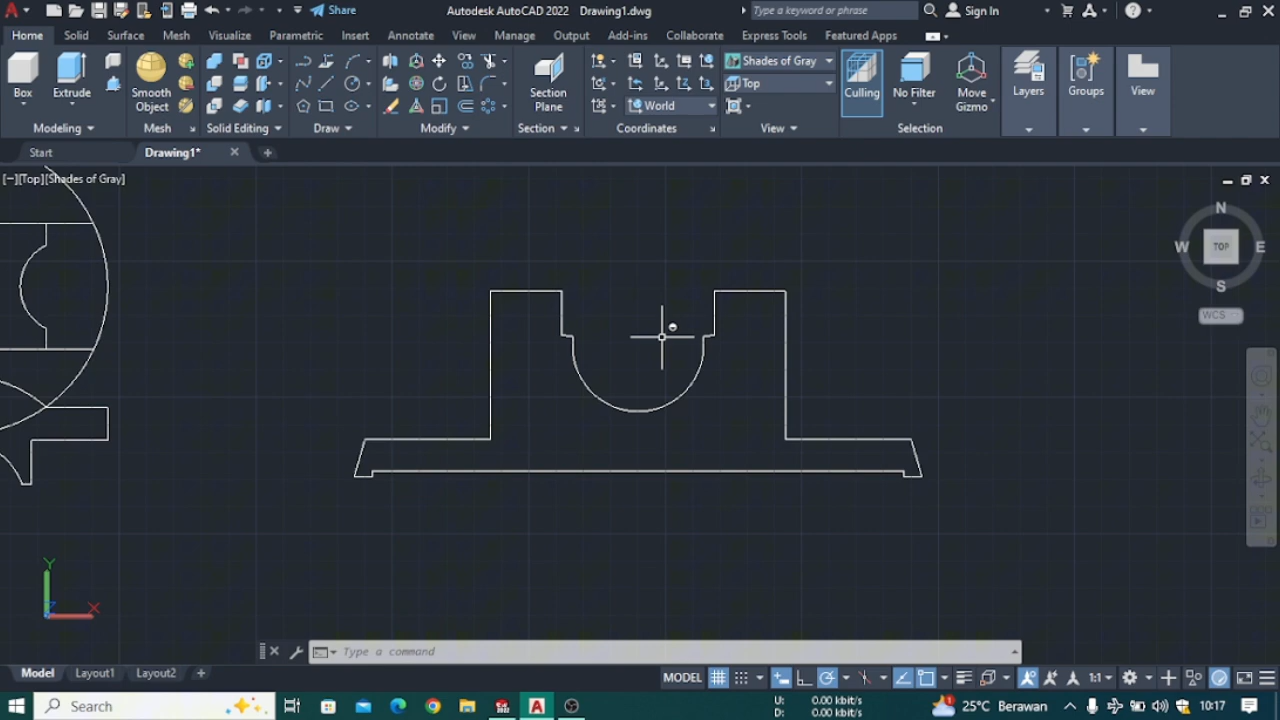 Share
Autodesk AutoCAD 2022 Drawing1.dwg
Type a keyword or phrase
Sign In
Home Solid Surface Mesh Visualize Parametric Insert Annotate View Manage Output Add-ins Collaborate Express Tools Featured Apps
Box Extrude Smooth Object Section Plane Shades of Gray Top World Culling No Filter Move Gizmo Layers Groups View
Modeling Mesh Solid Editing Draw Modify Section Coordinates View Selection
Start Drawing1*
[−][Top][Shades of Gray]
N
W TOP E
S
WCS
Y
X
Type a command
Model Layout1 Layout2 MODEL 1:1
Search U: 0.00 kbit/s 25°C Berawan 10:17
D: 0.00 kbit/s